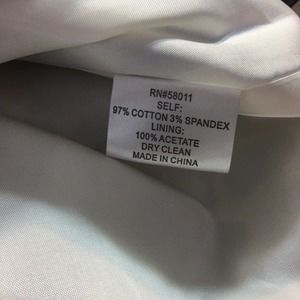 RN#58011
SELF:
97% COTTON 3% SPANDEX
LINING:
100% ACETATE
DRY CLEAN
MADE IN CHINA